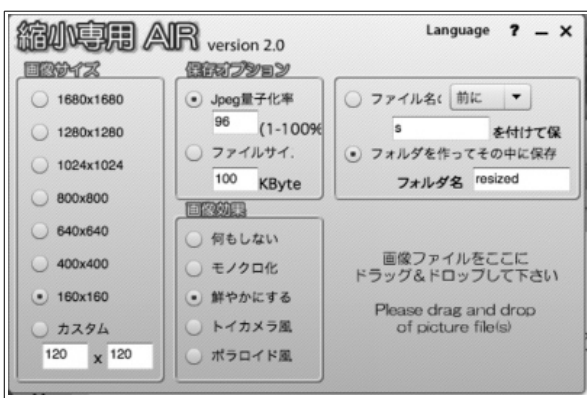 縮小専用 AIR version 2.0
Language ? – ×
画像サイズ
1680x1680
1280x1280
1024x1024
800x800
640x640
400x400
160x160
カスタム
120 x 120
保存オプション
Jpeg量子化率
96 (1-100%
ファイルサイ.
100 KByte
ファイル名( 前に
s を付けて保
フォルダを作ってその中に保存
フォルダ名 resized
画像効果
何もしない
モノクロ化
鮮やかにする
トイカメラ風
ポラロイド風
画像ファイルをここに
ドラッグ&ドロップして下さい
Please drag and drop
of picture file(s)